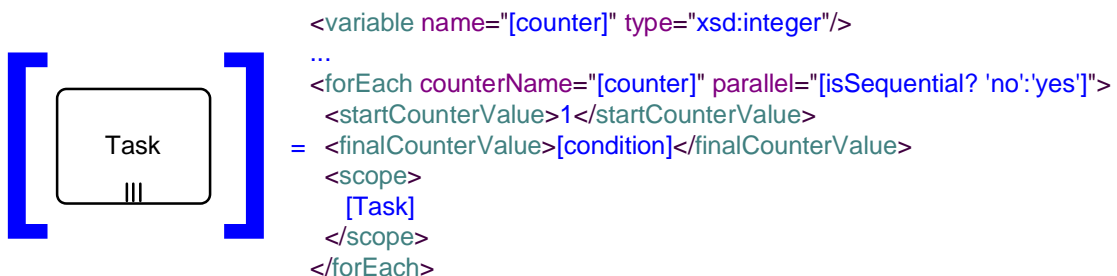 <variable name="[counter]" type="xsd:integer"/>
...
<forEach counterName="[counter]" parallel="[isSequential? 'no':'yes']">
<startCounterValue>1</startCounterValue>
Task
= <finalCounterValue>[condition]</finalCounterValue>
<scope>
[Task]
</scope>
</forEach>